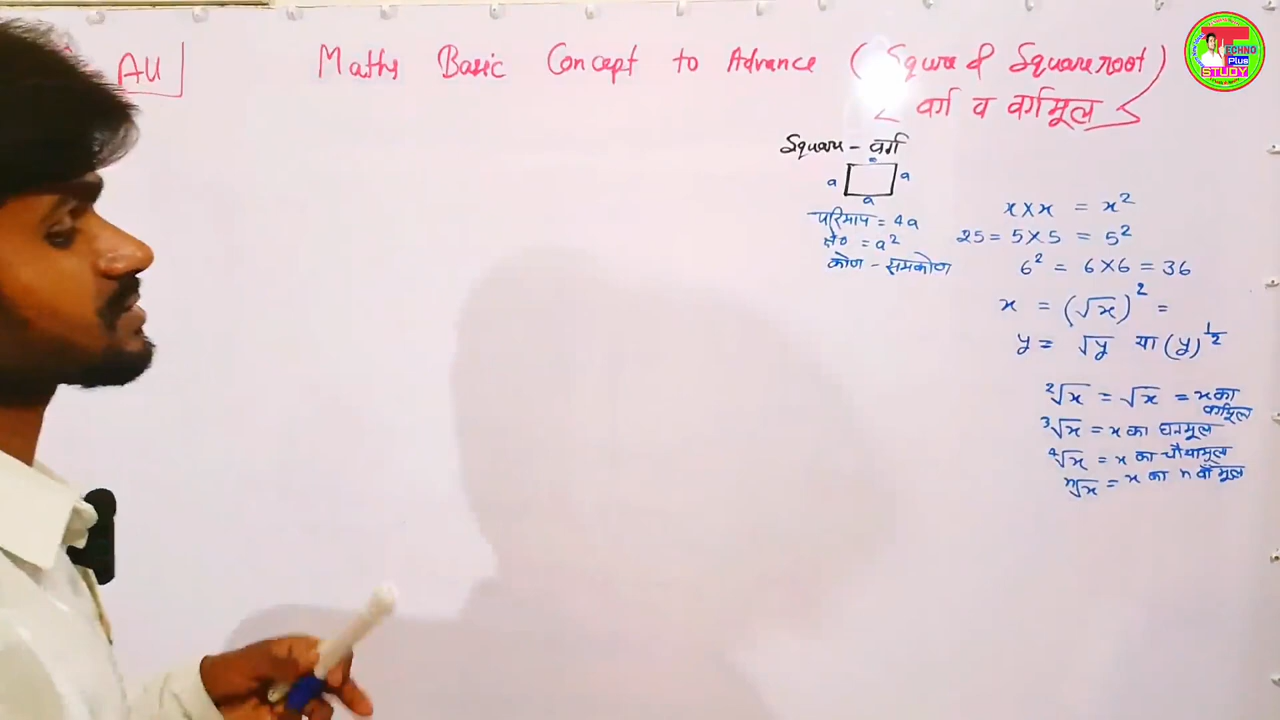 AU
Maths Basic Concept to Advance (Square & Square root)
वर्ग व वर्गमूल
Square - वर्ग
a
a a
a
परिमाप = 4a
क्षे० = a²
कोण - समकोण
x × x = x²
25 = 5 × 5 = 5²
6² = 6 × 6 = 36
x = (√x)² =
y = √y या (y)^1/2
²√x = √x = x का
वर्गमूल
³√x = x का घनमूल
⁴√x = x का चौथामूल
ⁿ√x = x का n वाँ मूल
TECHNO
Plus
STUDY